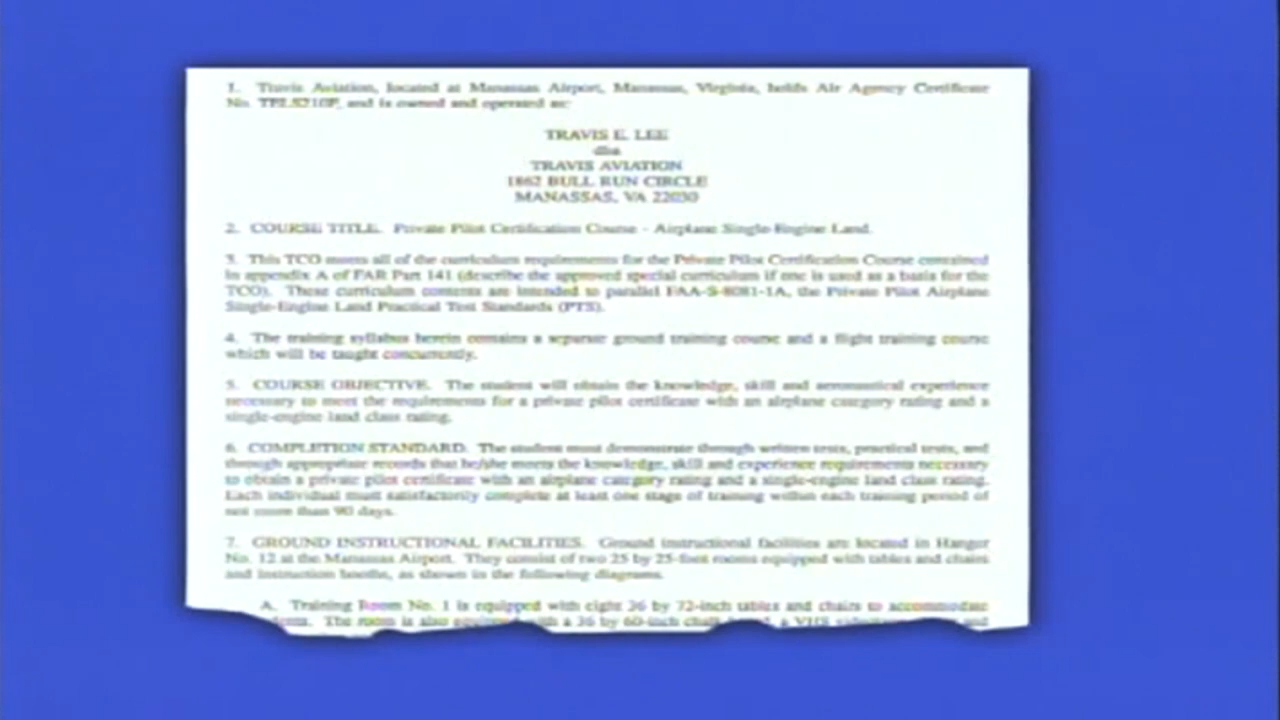 1. Travis Aviation, located at Manassas Airport, Manassas, Virginia, holds Air Agency Certificate
No. and is owned and operated as:
TRAVIS E. LEE
dba
TRAVIS AVIATION
1862 BULL RUN CIRCLE
MANASSAS, VA 22030
2. COURSE TITLE. Private Pilot Certification Course - Airplane Single-Engine Land.
3. This TCO meets all of the curriculum requirements for the Private Pilot Certification Course contained
in appendix A of FAR Part 141 (describe the approved special curriculum if one is used as a basis for the
TCO). These curriculum contents are intended to parallel FAA-S-8081-1A, the Private Pilot Airplane
Single-Engine Land Practical Test Standards (PTS).
4. The training syllabus herein contains a separate ground training course and a flight training course
which will be taught concurrently.
5. COURSE OBJECTIVE. The student will obtain the knowledge, skill and aeronautical experience
necessary to meet the requirements for a private pilot certificate with an airplane category rating and a
single-engine land class rating.
6. COMPLETION STANDARD. The student must demonstrate through written tests, practical tests, and
through appropriate records that he/she meets the knowledge, skill and experience requirements necessary
to obtain a private pilot certificate with an airplane category rating and a single-engine land class rating.
Each individual must satisfactorily complete at least one stage of training within each training period of
not more than 90 days.
7. GROUND INSTRUCTIONAL FACILITIES. Ground instructional facilities are located in Hangar
No. 12 at the Manassas Airport. They consist of two 25 by 25-foot rooms equipped with tables and chairs
and instruction booths, as shown in the following diagrams.
A. Training Room No. 1 is equipped with eight 36 by 72-inch tables and chairs to accommodate
The room is also a 36 by 60-inch a VHS and